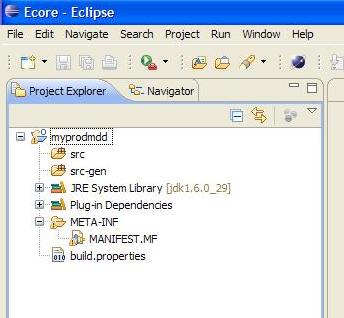 Ecore - Eclipse
File Edit Navigate Search Project Run Window Help
Project Explorer Navigator
myprodmdd
src
src-gen
JRE System Library [jdk1.6.0_29]
Plug-in Dependencies
META-INF
MANIFEST.MF
build.properties